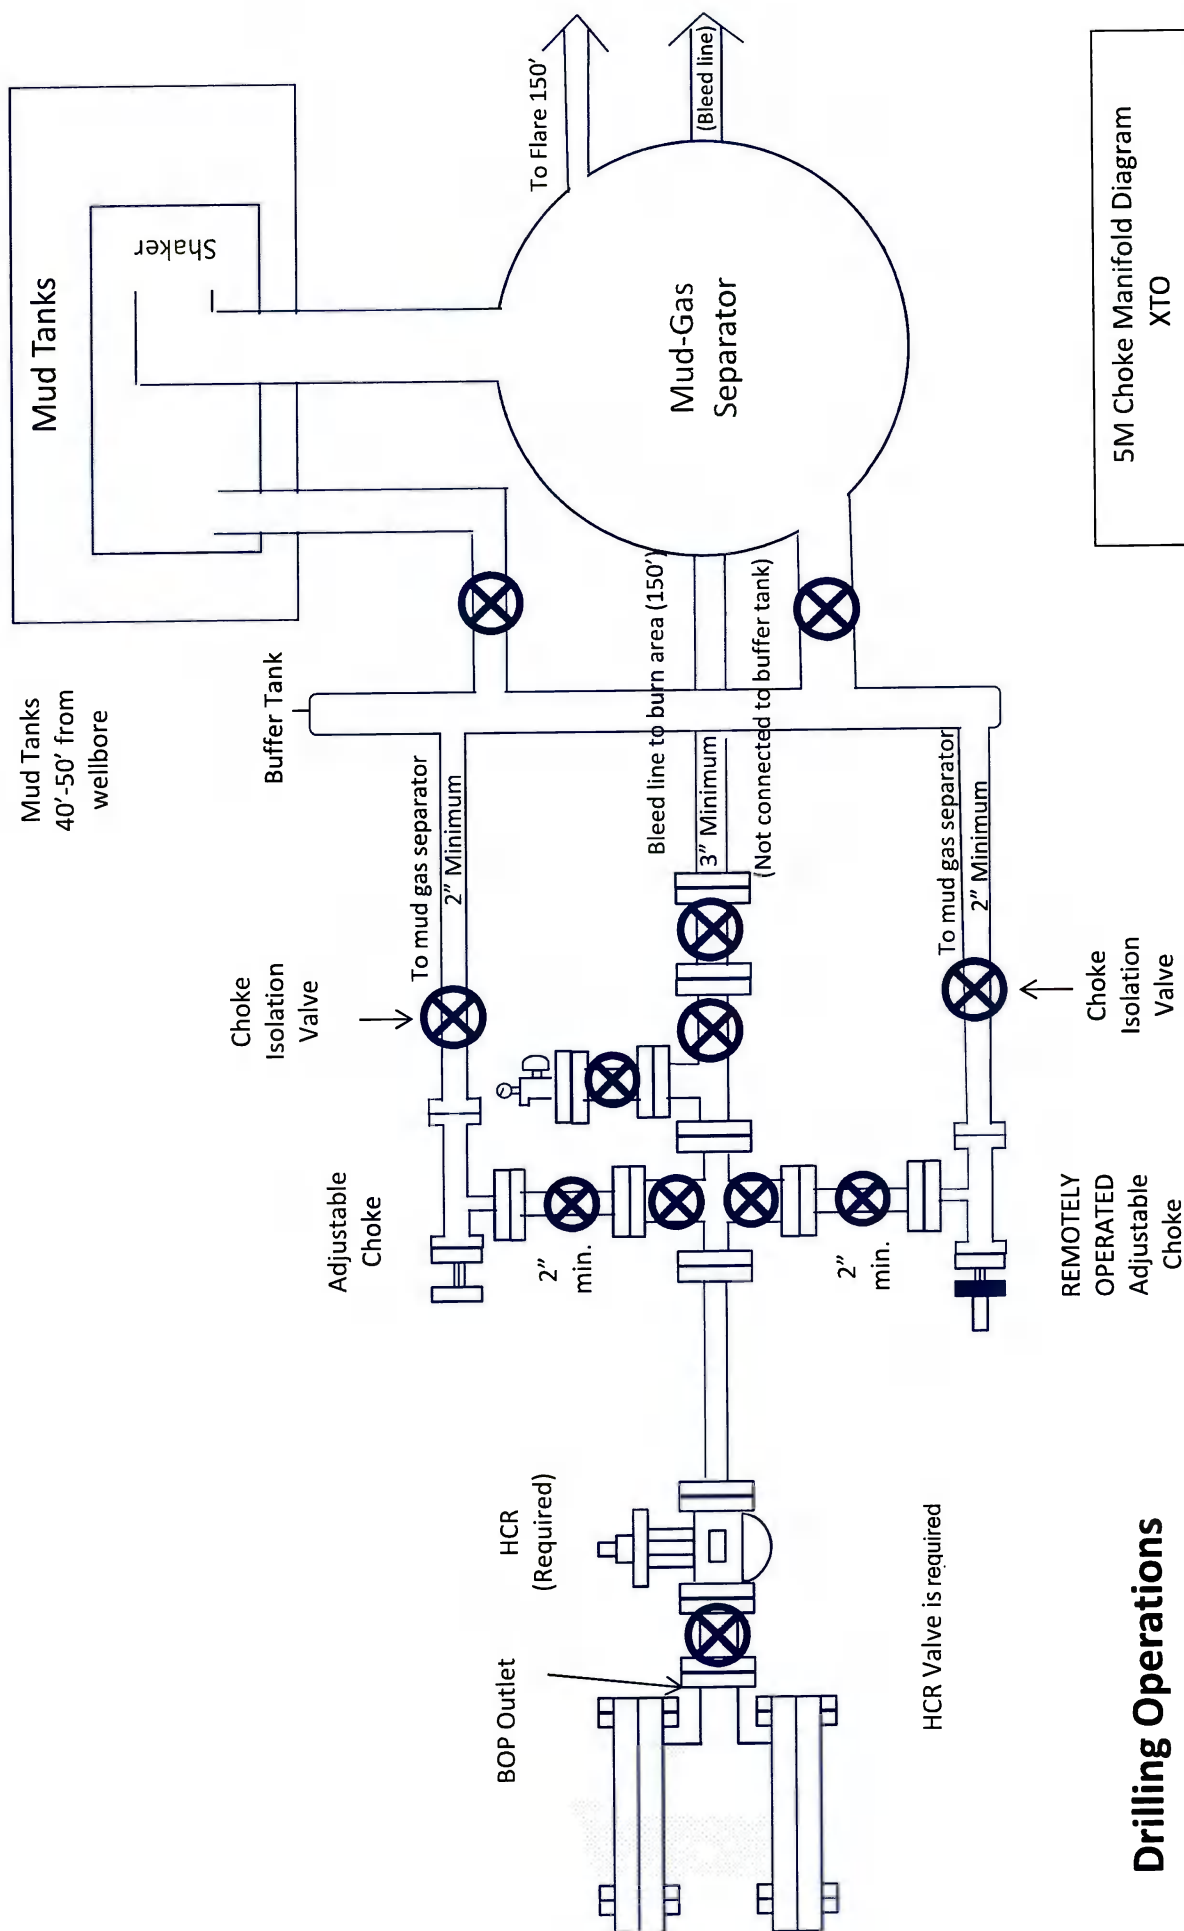 Mud Tanks
40’-50’ from
wellbore
Mud Tanks
Shaker
Buffer Tank
To Flare 150’
(Bleed line)
Mud-Gas
Separator
Choke
Isolation
Valve
To mud gas separator
2” Minimum
Bleed line to burn area (150’)
3” Minimum
(Not connected to buffer tank)
To mud gas separator
2” Minimum
Choke
Isolation
Valve
Adjustable
Choke
2”
min.
2”
min.
REMOTELY
OPERATED
Adjustable
Choke
HCR
(Required)
BOP Outlet
HCR Valve is required
Drilling Operations
5M Choke Manifold Diagram
XTO